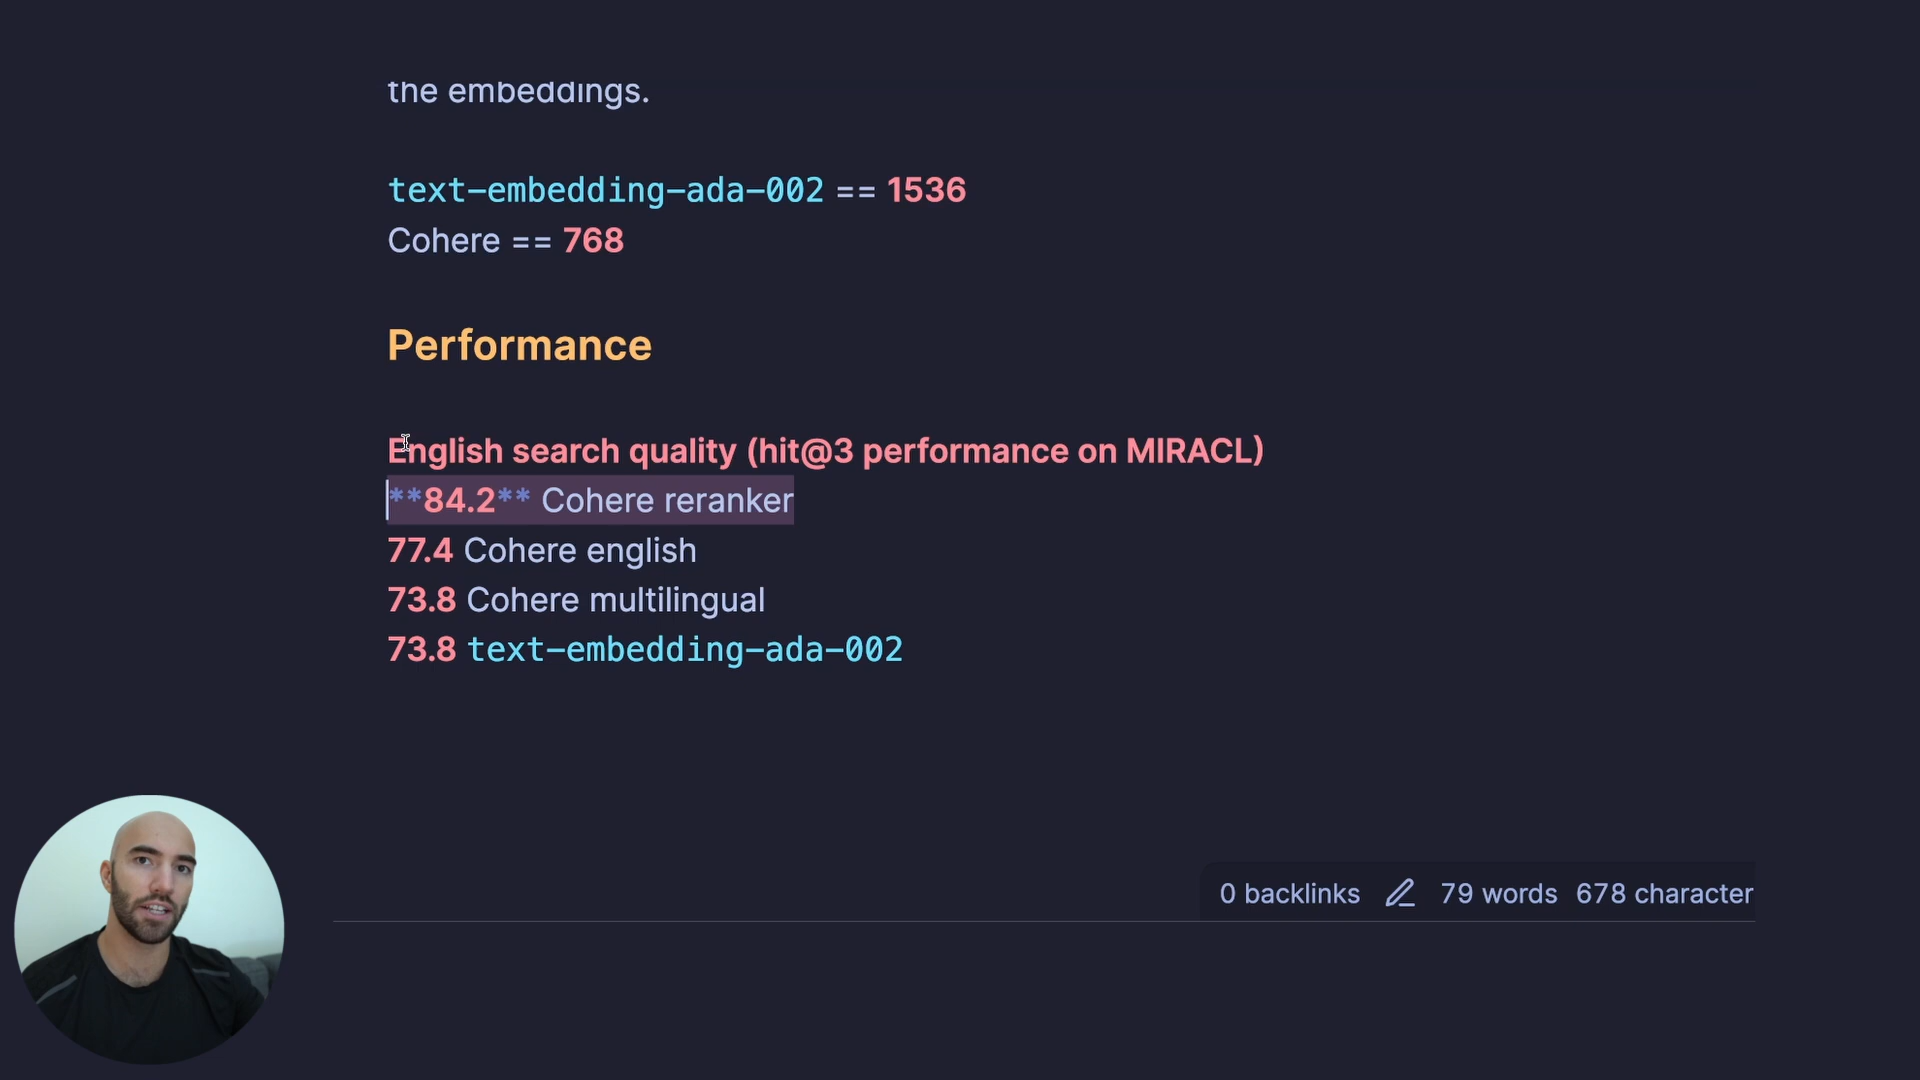 the embeddings.
text-embedding-ada-002 == 1536
Cohere == 768
Performance
English search quality (hit@3 performance on MIRACL)
**84.2** Cohere reranker
77.4 Cohere english
73.8 Cohere multilingual
73.8 text-embedding-ada-002
0 backlinks 79 words 678 character